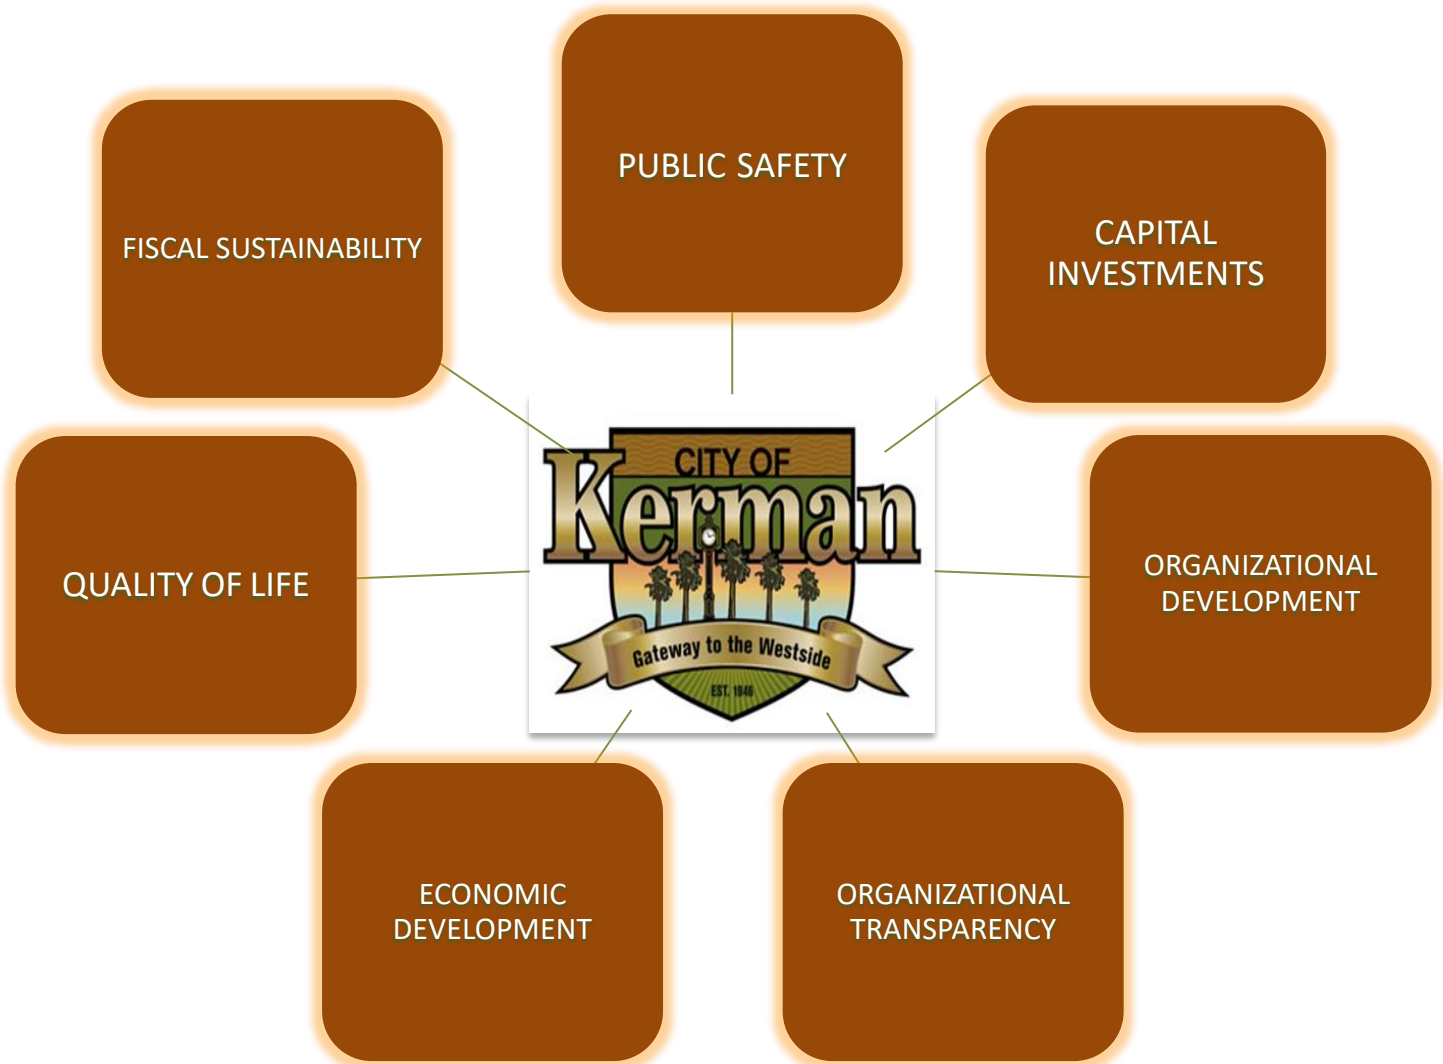 PUBLIC SAFETY
FISCAL SUSTAINABILITY
CAPITAL
INVESTMENTS
CITY OF
Kerman
Gateway to the Westside
EST. 1946
QUALITY OF LIFE
ORGANIZATIONAL
DEVELOPMENT
ECONOMIC
DEVELOPMENT
ORGANIZATIONAL
TRANSPARENCY